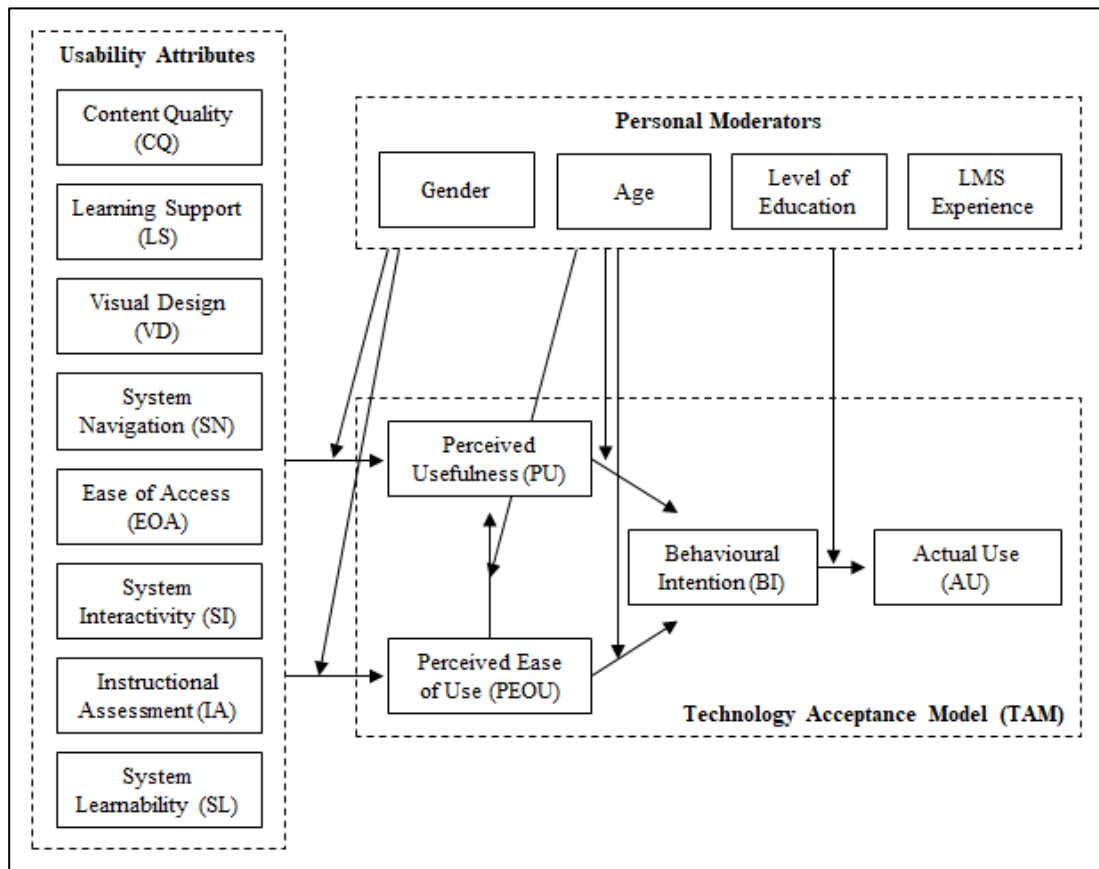 Usability Attributes
Content Quality
(CQ)
Learning Support
(LS)
Visual Design
(VD)
System
Navigation (SN)
Ease of Access
(EOA)
System
Interactivity (SI)
Instructional
Assessment (IA)
System
Learnability (SL)
Personal Moderators
Gender
Age
Level of
Education
LMS
Experience
Perceived
Usefulness (PU)
Behavioural
Intention (BI)
Actual Use
(AU)
Perceived Ease
of Use (PEOU)
Technology Acceptance Model (TAM)